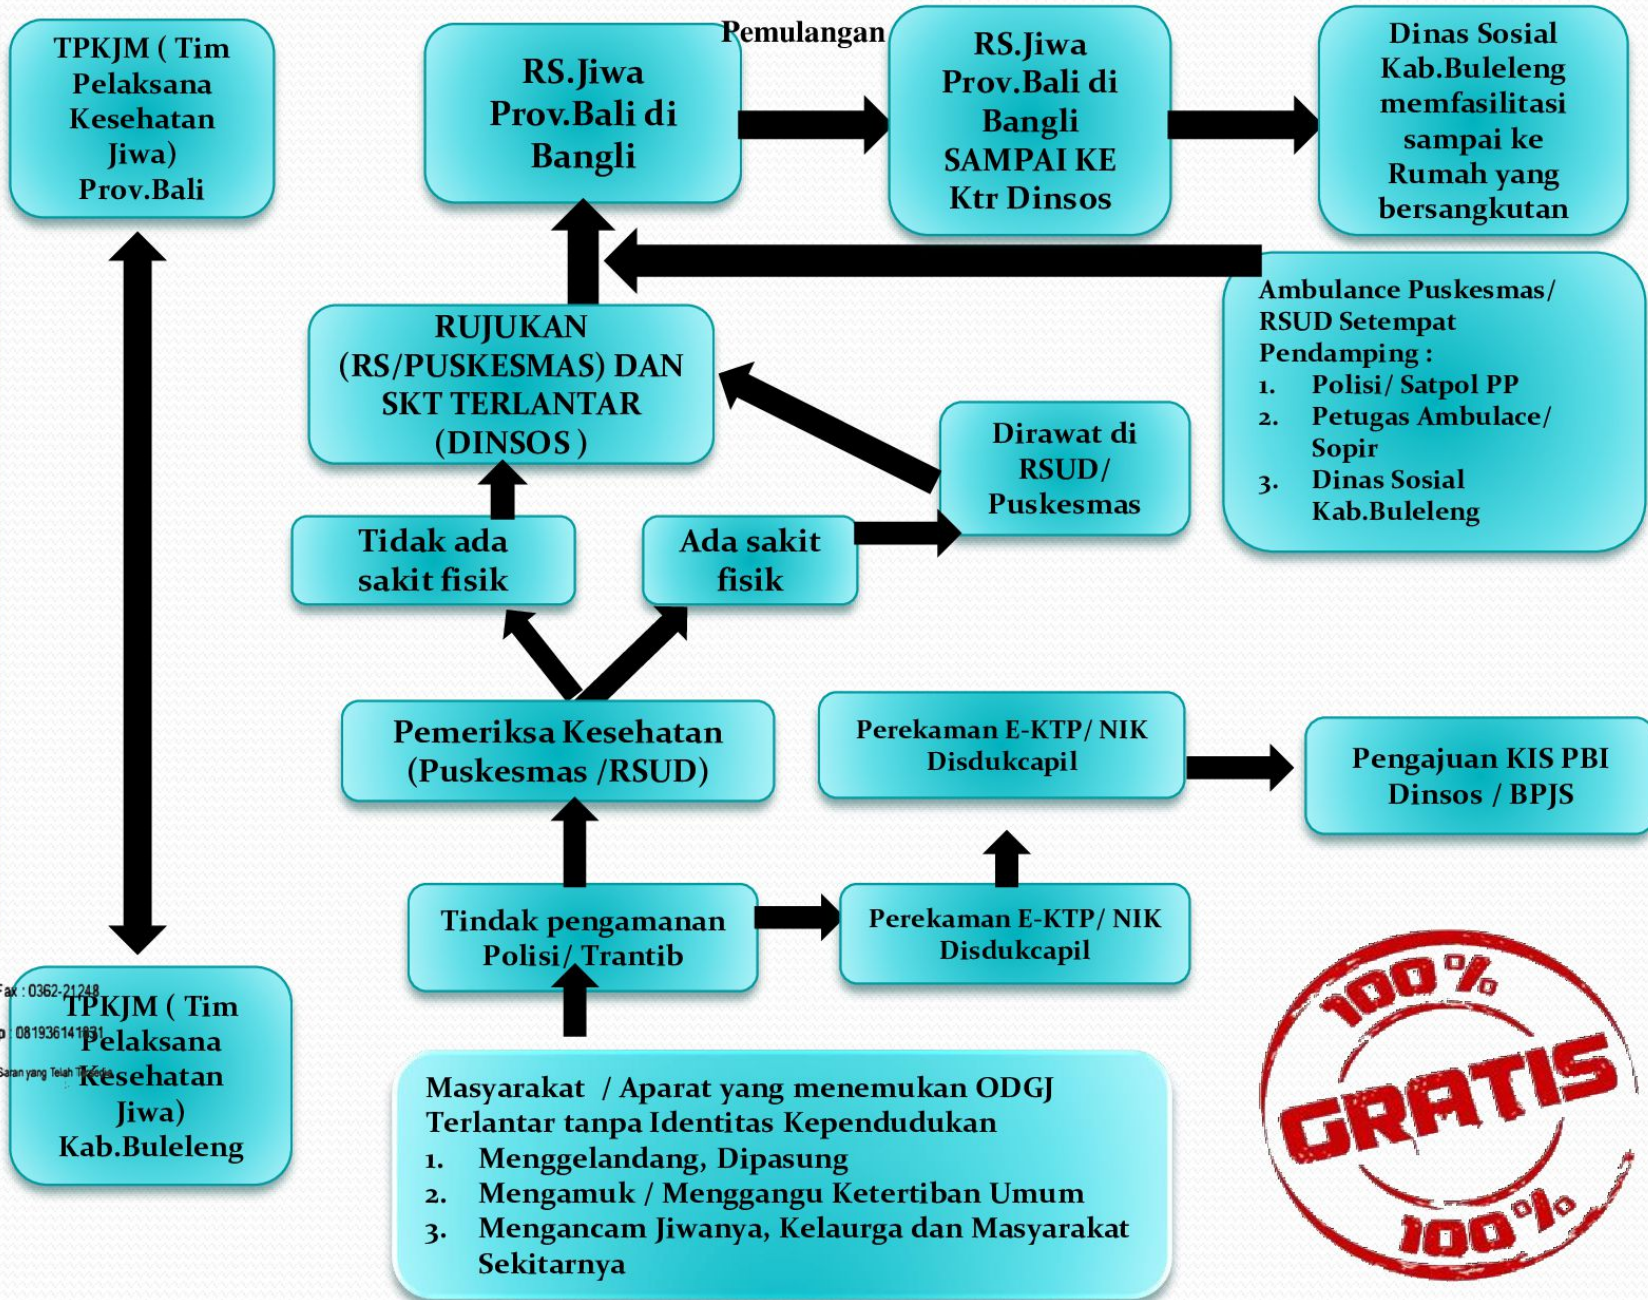 TPKJM ( Tim
Pelaksana
Kesehatan
Jiwa)
Prov.Bali
RS.Jiwa
Prov.Bali di
Bangli
Pemulangan
RS.Jiwa
Prov.Bali di
Bangli
SAMPAI KE
Ktr Dinsos
Dinas Sosial
Kab.Buleleng
memfasilitasi
sampai ke
Rumah yang
bersangkutan
Ambulance Puskesmas/
RSUD Setempat
Pendamping :
1. Polisi/ Satpol PP
2. Petugas Ambulace/
Sopir
3. Dinas Sosial
Kab.Buleleng
RUJUKAN
(RS/PUSKESMAS) DAN
SKT TERLANTAR
(DINSOS )
Dirawat di
RSUD/
Puskesmas
Tidak ada
sakit fisik
Ada sakit
fisik
Pemeriksa Kesehatan
(Puskesmas /RSUD)
Perekaman E-KTP/ NIK
Disdukcapil
Pengajuan KIS PBI
Dinsos / BPJS
Tindak pengamanan
Polisi/ Trantib
Perekaman E-KTP/ NIK
Disdukcapil
Fax : 0362-21248
TPKJM ( Tim
Pelaksana
Kesehatan
Jiwa)
Kab.Buleleng
Saran yang Telah
Masyarakat / Aparat yang menemukan ODGJ
Terlantar tanpa Identitas Kependudukan
1. Menggelandang, Dipasung
2. Mengamuk / Menggangu Ketertiban Umum
3. Mengancam Jiwanya, Kelaurga dan Masyarakat
Sekitarnya
100%
GRATIS
100%